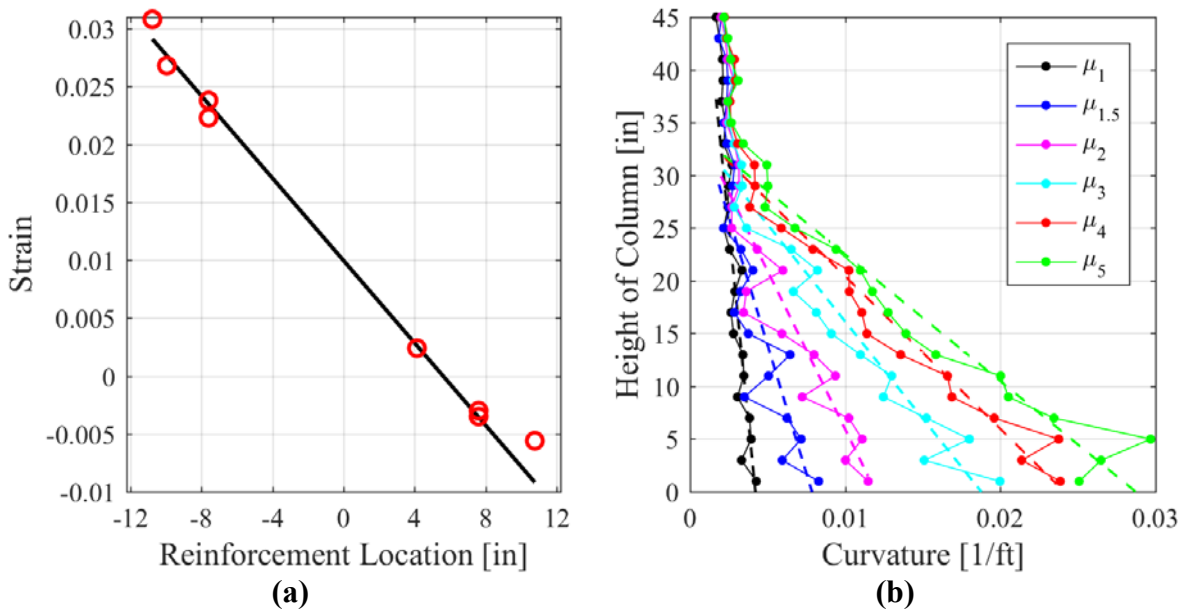 0.03
0.025
0.02
0.015
0.01
0.005
0
-0.005
-0.01
-12
-8
-4
0
4
8
12
Strain
Reinforcement Location [in]
(a)
45
40
35
30
25
20
15
10
5
0
0
0.01
0.02
0.03
Height of Column [in]
Curvature [1/ft]
μ1
μ1.5
μ2
μ3
μ4
μ5
(b)